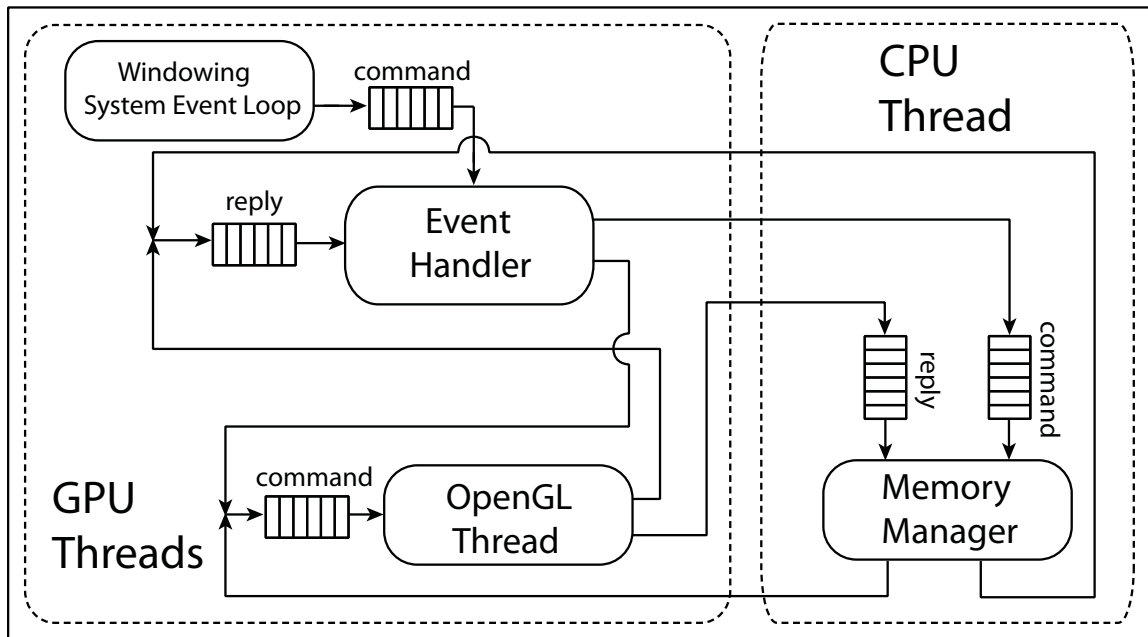 Windowing
System Event Loop
command
CPU
Thread
reply
Event
Handler
reply
command
GPU
Threads
command
OpenGL
Thread
Memory
Manager